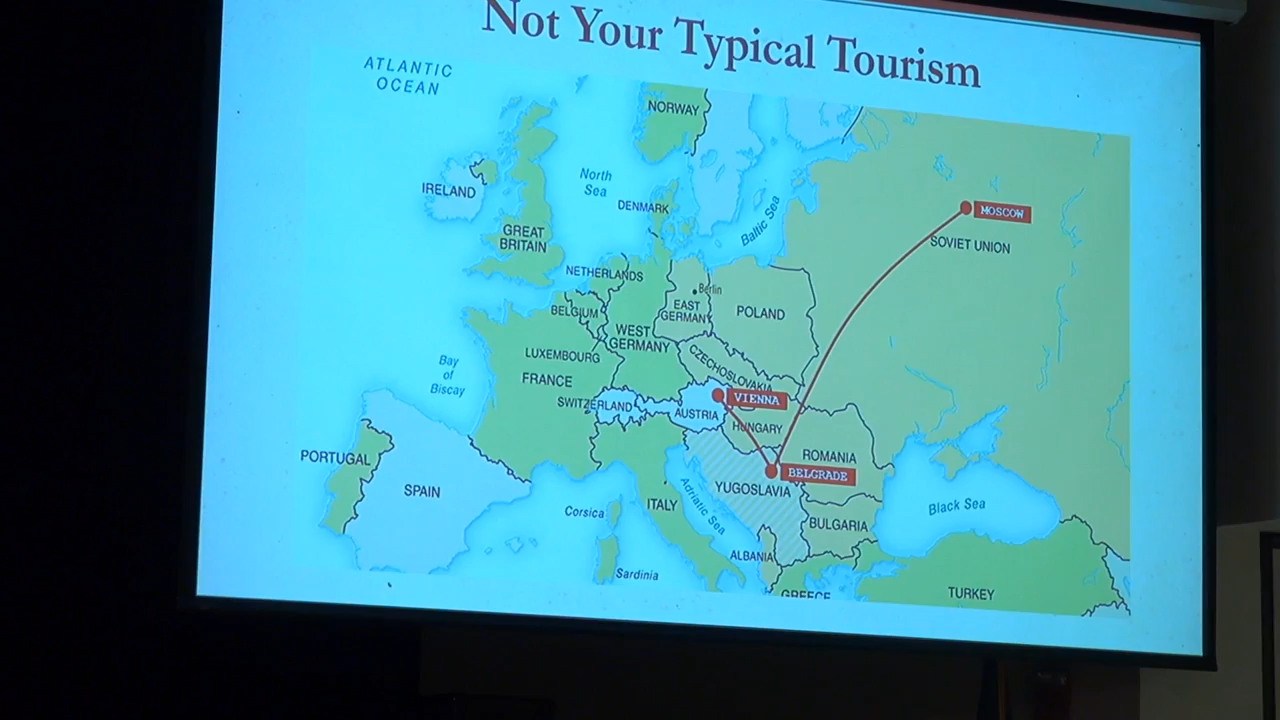 Not Your Typical Tourism
ATLANTIC
OCEAN
NORWAY
North
Sea
IRELAND
DENMARK
Baltic Sea
MOSCOW
GREAT
BRITAIN
SOVIET UNION
NETHERLANDS
Berlin
BELGIUM
EAST
GERMANY
POLAND
WEST
GERMANY
LUXEMBOURG
CZECHOSLOVAKIA
Bay
of
Biscay
FRANCE
SWITZERLAND
VIENNA
AUSTRIA
HUNGARY
ROMANIA
PORTUGAL
BELGRADE
SPAIN
YUGOSLAVIA
ITALY
Adriatic Sea
Black Sea
Corsica
BULGARIA
ALBANIA
Sardinia
GREECE
TURKEY